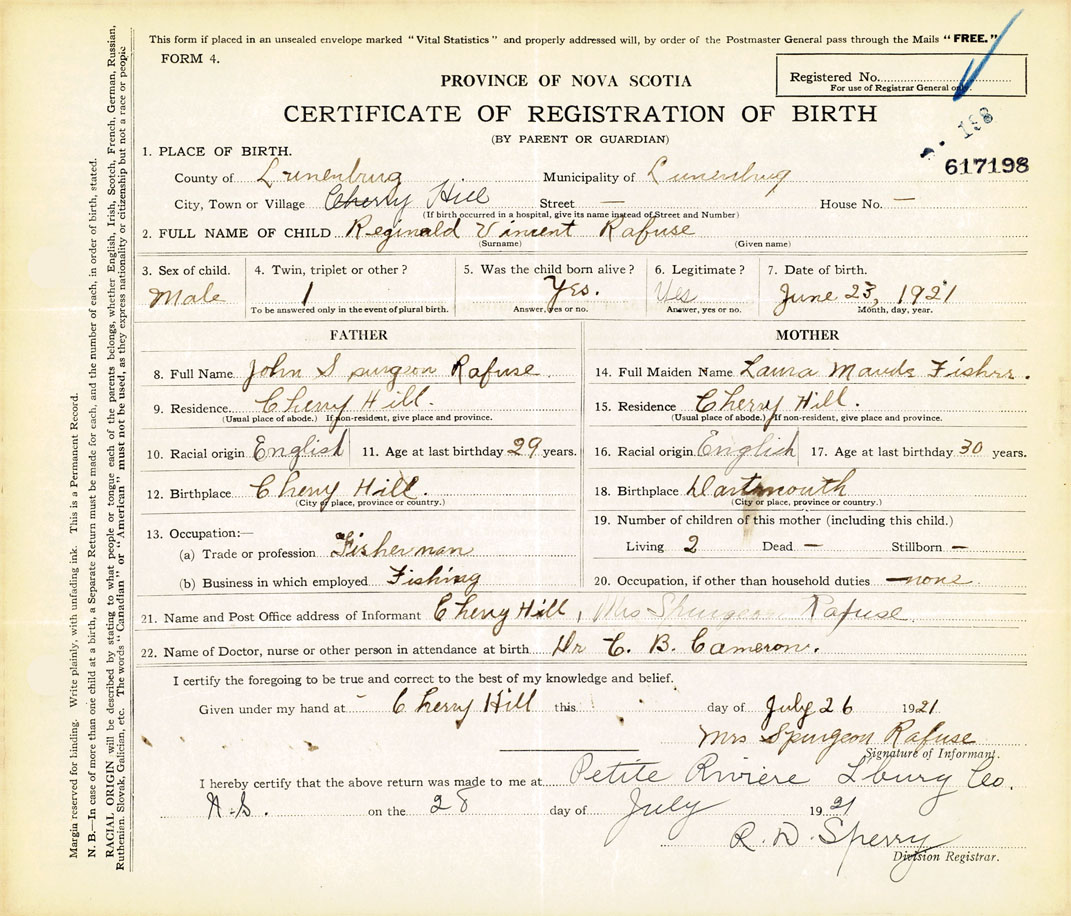 This form if placed in an unsealed envelope marked "Vital Statistics" and properly addressed will, by order of the Postmaster General pass through the Mails "FREE."
FORM 4.
PROVINCE OF NOVA SCOTIA
Registered No.
For use of Registrar General only.
CERTIFICATE OF REGISTRATION OF BIRTH
(BY PARENT OR GUARDIAN)
198
617198
1. PLACE OF BIRTH.
County of Lunenburg Municipality of Lunenburg
City, Town or Village Cherry Hill Street — House No. —
(If birth occurred in a hospital, give its name instead of Street and Number)
2. FULL NAME OF CHILD Reginald Vincent Rafuse
(Surname) (Given name)
3. Sex of child. 4. Twin, triplet or other? 5. Was the child born alive? 6. Legitimate? 7. Date of birth.
Male 1 Yes. Yes June 23, 1921
To be answered only in the event of plural birth. Answer, yes or no. Answer, yes or no. Month, day, year.
FATHER MOTHER
8. Full Name John Spurgeon Rafuse 14. Full Maiden Name Laura Maude Fisher.
9. Residence Cherry Hill. 15. Residence Cherry Hill.
(Usual place of abode.) If non-resident, give place and province. (Usual place of abode.) If non-resident, give place and province.
10. Racial origin English 11. Age at last birthday 29 years. 16. Racial origin English 17. Age at last birthday 30 years.
12. Birthplace Cherry Hill. 18. Birthplace Dartmouth
(City or place, province or country.) (City or place, province or country.)
13. Occupation:— 19. Number of children of this mother (including this child.)
(a) Trade or profession Fisherman Living 2 Dead — Stillborn —
(b) Business in which employed Fishing 20. Occupation, if other than household duties —none
21. Name and Post Office address of Informant Cherry Hill, Mrs Spurgeon Rafuse
22. Name of Doctor, nurse or other person in attendance at birth Dr C. B. Cameron.
I certify the foregoing to be true and correct to the best of my knowledge and belief.
Given under my hand at Cherry Hill this day of July 26 1921
Mrs Spurgeon Rafuse
Signature of Informant.
I hereby certify that the above return was made to me at Petite Riviere Lburg Co.
N.S. on the 28 day of July 1921
R. D. Sperry
Division Registrar.
Margia reserved for binding. Write plainly, with unfading ink. This is a Permanent Record.
N. B.—In case of more than one child at a birth, a Separate Return must be made for each, and the number of each, in order of birth, stated.
RACIAL ORIGIN will be described by stating to what people or tongue each of the parents belongs, whether English, Irish, Scotch, French, German, Russian,
Ruthenian, Slovak, Galician, etc. The words "Canadian" or "American" must not be used, as they express nationality or citizenship but not a race or people